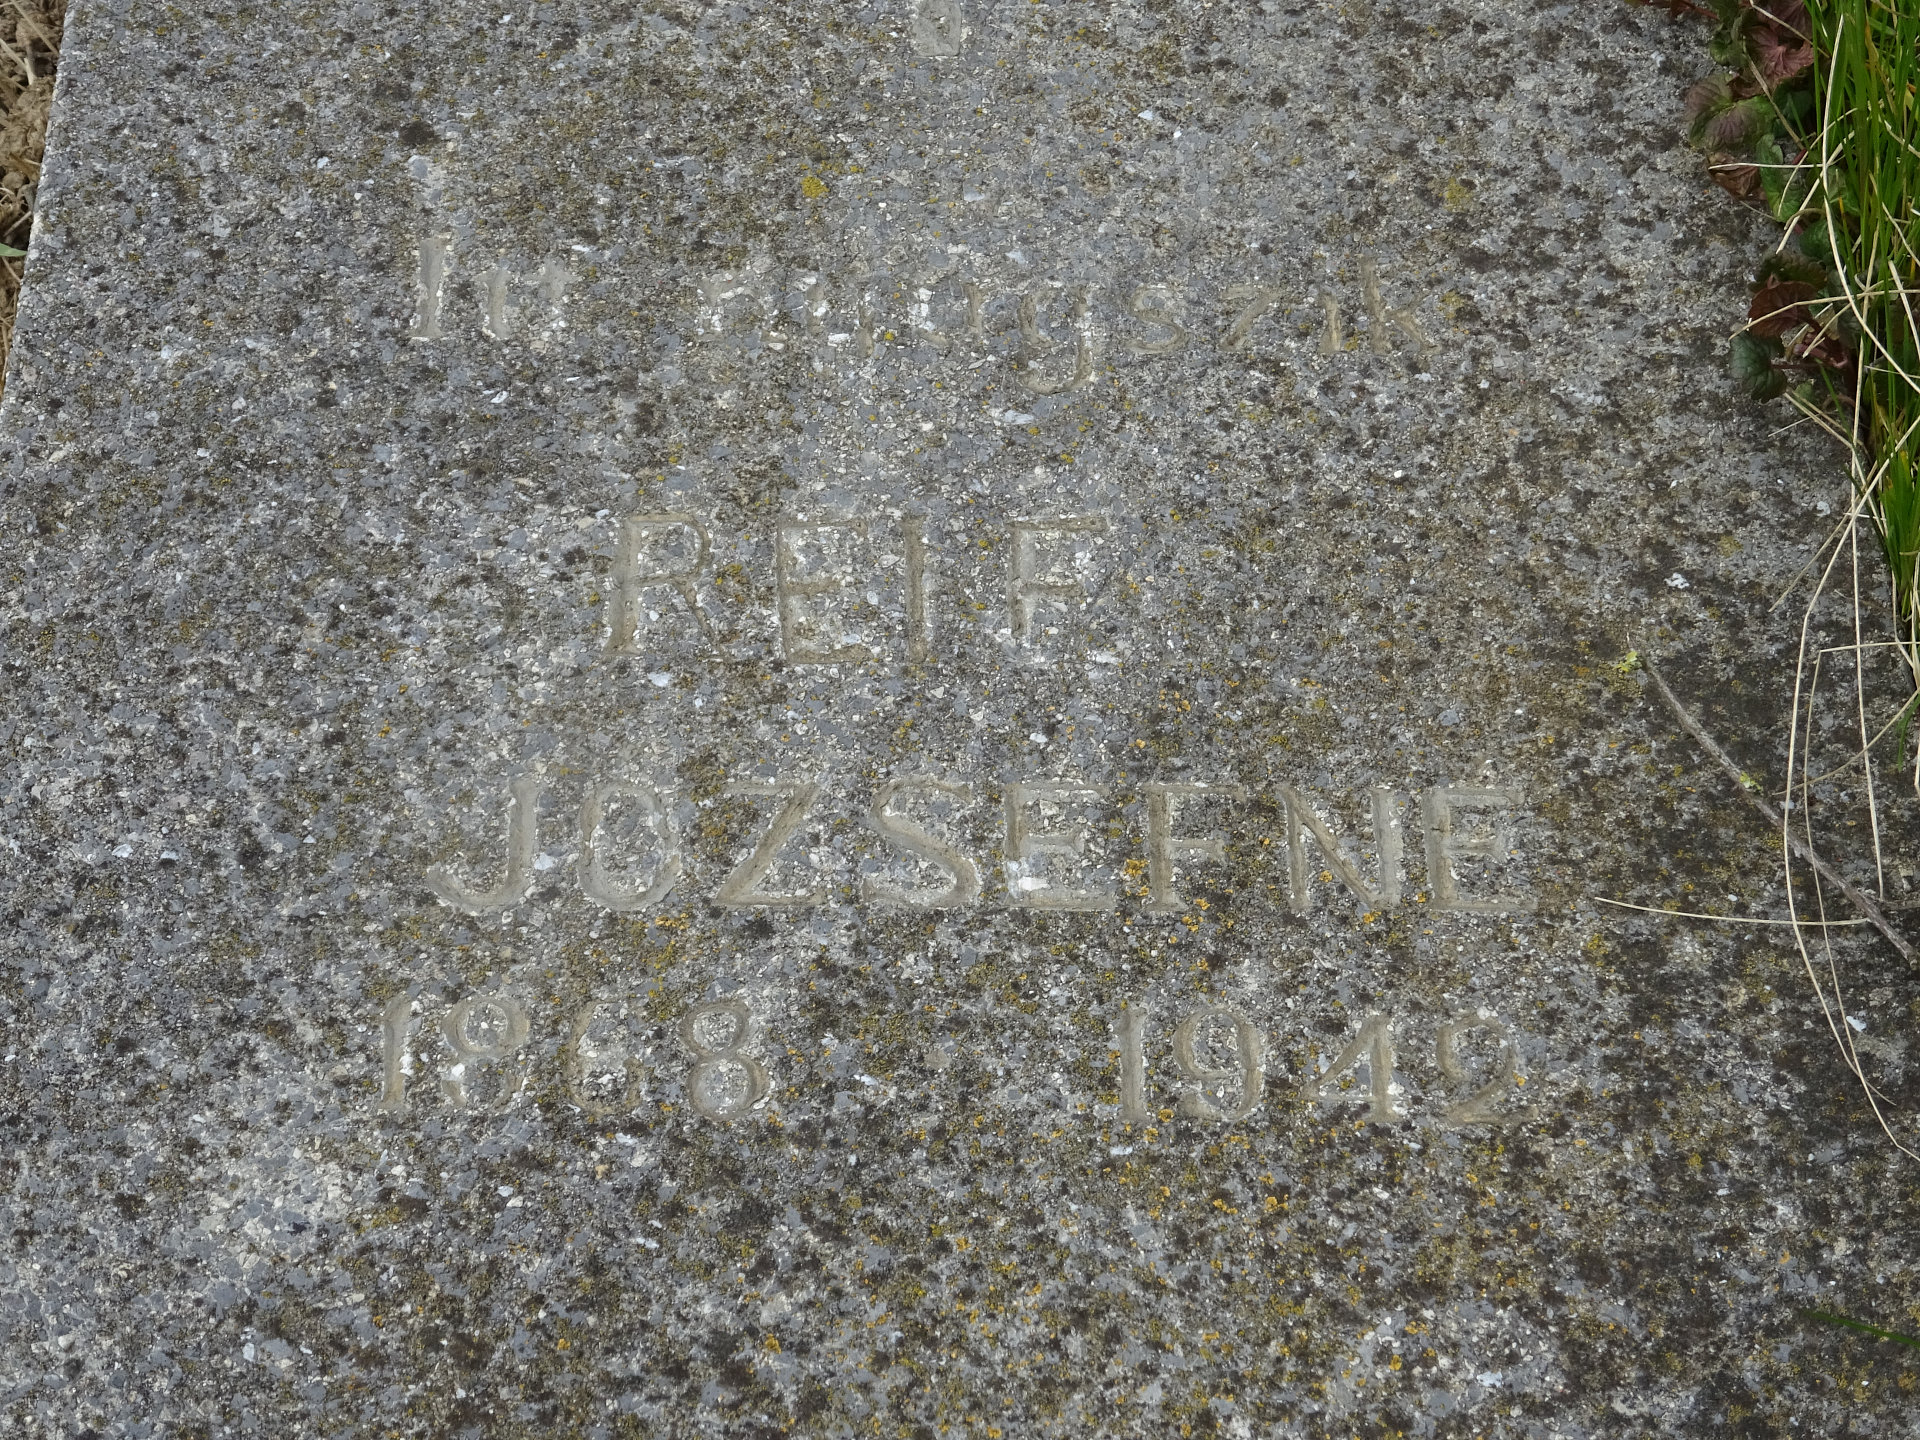 Itt nyugszik
REIF
JOZSEFNE
1868 1942